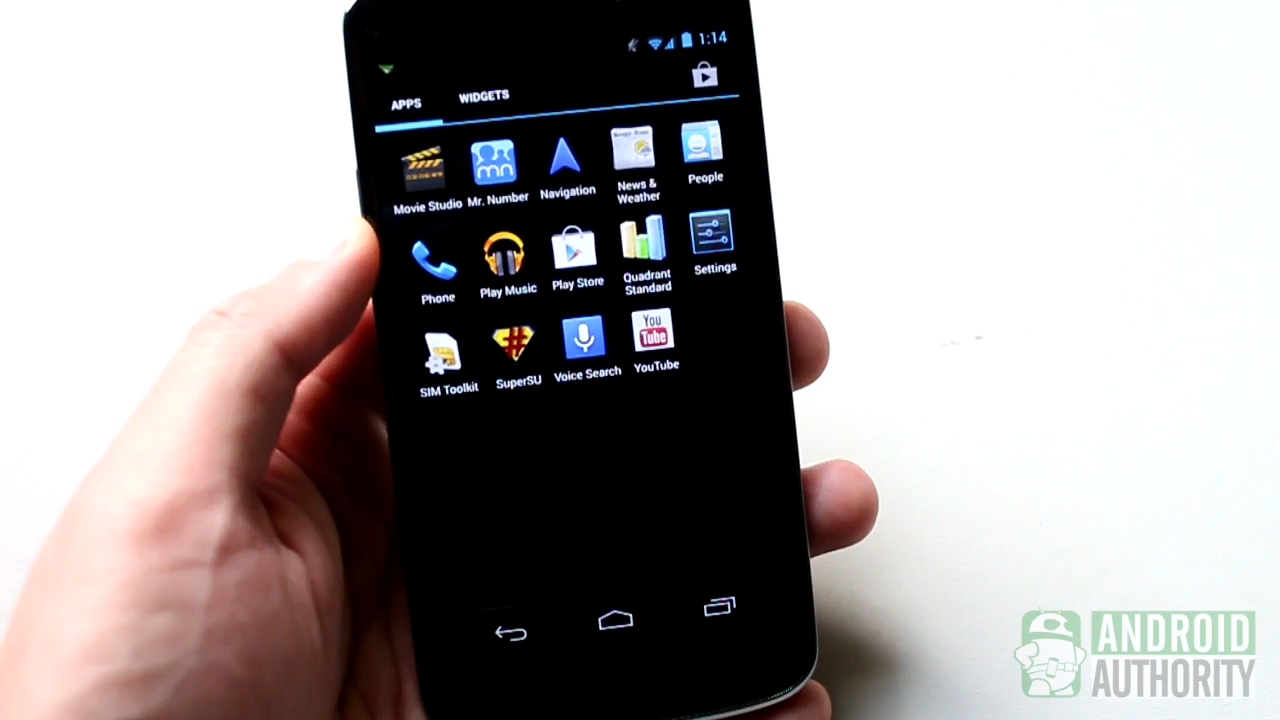 1:14
APPS WIDGETS
Movie Studio Mr. Number Navigation News & Weather People
Phone Play Music Play Store Quadrant Standard Settings
SIM Toolkit SuperSU Voice Search YouTube
mn
You
Tube
ANDROID
AUTHORITY